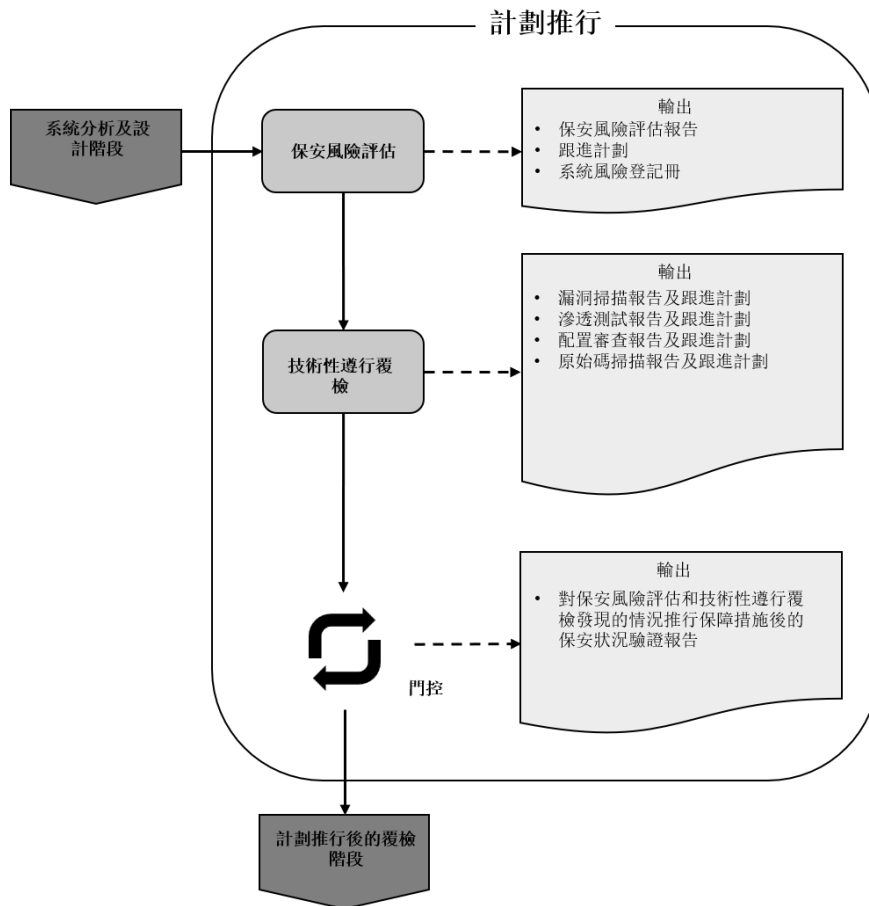 計劃推行
系統分析及設
計階段
保安風險評估
輸出
• 保安風險評估報告
• 跟進計劃
• 系統風險登記冊
技術性遵行覆
檢
輸出
• 漏洞掃描報告及跟進計劃
• 滲透測試報告及跟進計劃
• 配置審查報告及跟進計劃
• 原始碼掃描報告及跟進計劃
門控
輸出
• 對保安風險評估和技術性遵行覆
檢發現的情況推行保障措施後的
保安狀況驗證報告
計劃推行後的覆檢
階段